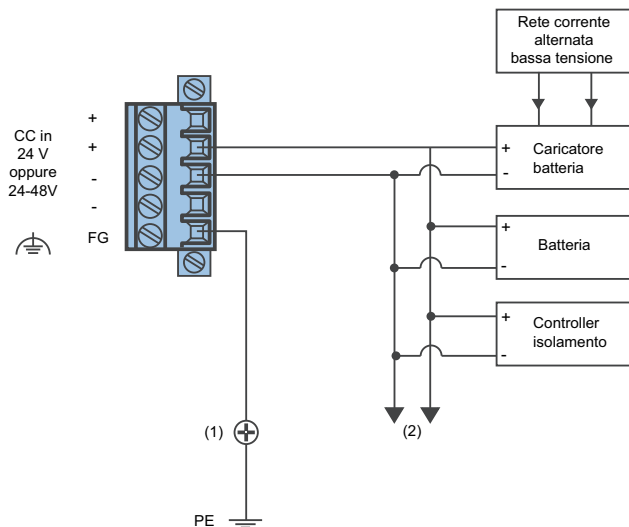 Rete corrente
alternata
bassa tensione
CC in
24 V
oppure
24-48V
+
+
-
-
FG
+
-
Caricatore
batteria
+
-
Batteria
+
-
Controller
isolamento
(1)
(2)
PE